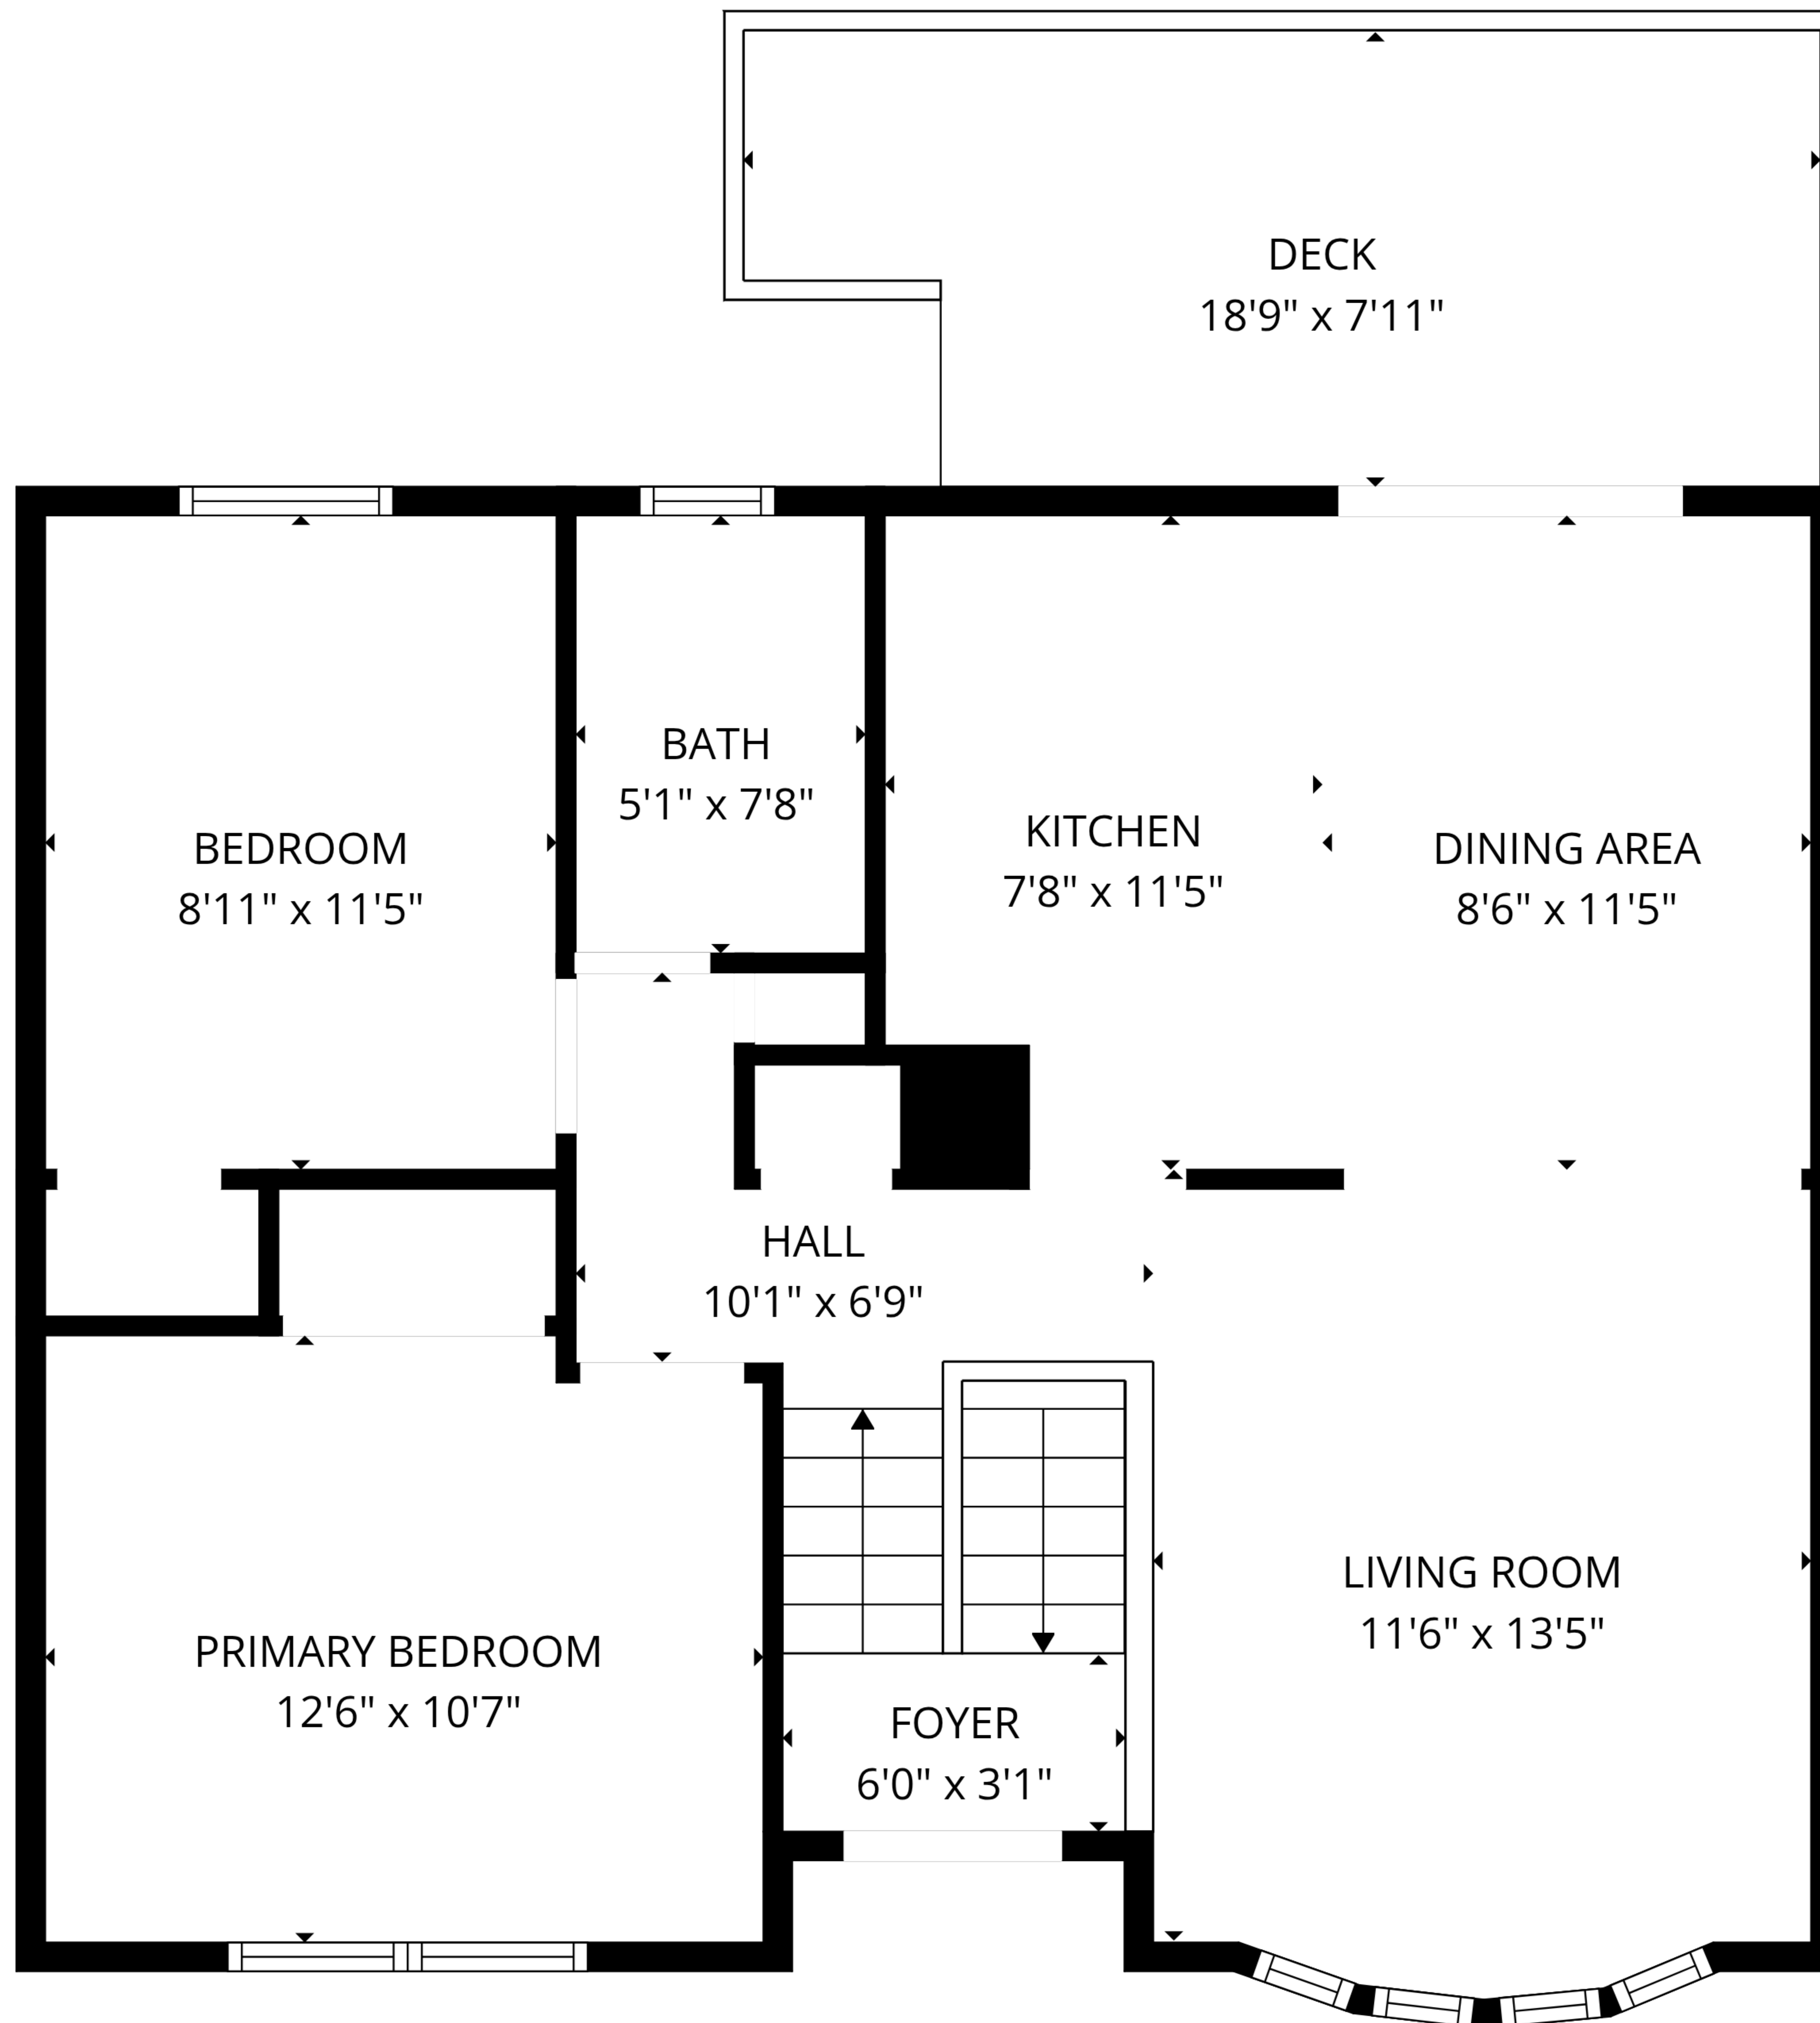 DECK
18'9" x 7'11"
BATH
5'1" x 7'8"
BEDROOM
8'11" x 11'5"
KITCHEN
7'8" x 11'5"
DINING AREA
8'6" x 11'5"
HALL
10'1" x 6'9"
LIVING ROOM
11'6" x 13'5"
PRIMARY BEDROOM
12'6" x 10'7"
FOYER
6'0" x 3'1"